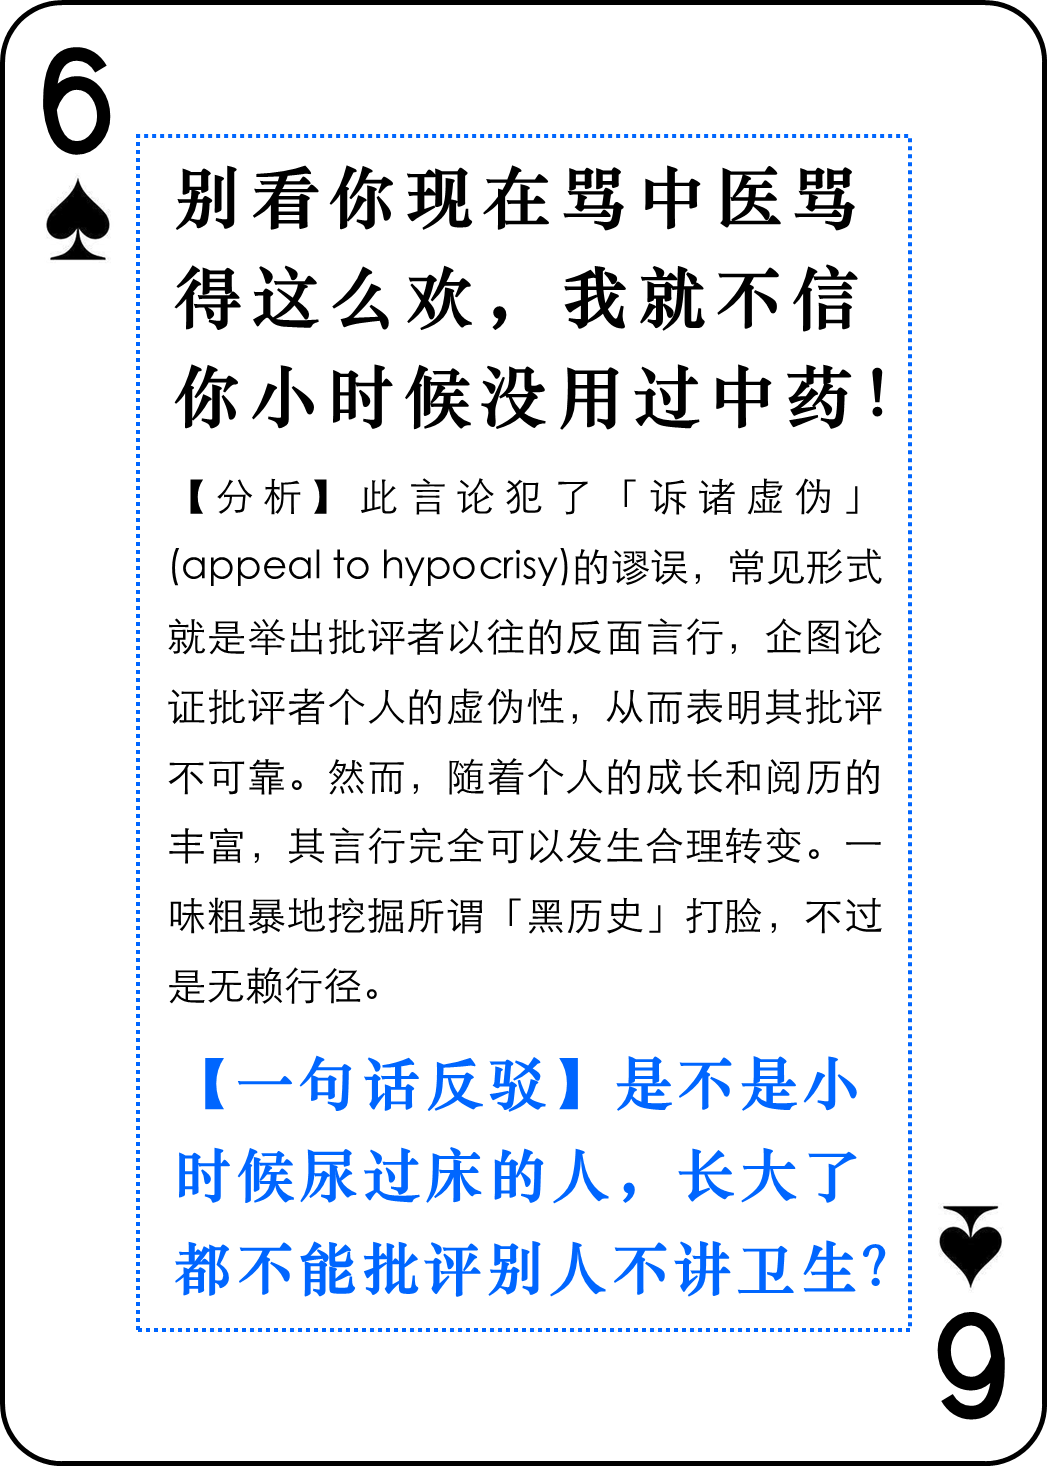 6
别看你现在骂中医骂
得这么欢，我就不信
你小时候没用过中药！
【分析】此言论犯了「诉诸虚伪」
(appeal to hypocrisy)的谬误，常见形式
就是举出批评者以往的反面言行，企图论
证批评者个人的虚伪性，从而表明其批评
不可靠。然而，随着个人的成长和阅历的
丰富，其言行完全可以发生合理转变。一
味粗暴地挖掘所谓「黑历史」打脸，不过
是无赖行径。
【一句话反驳】是不是小
时候尿过床的人，长大了
都不能批评别人不讲卫生？
6